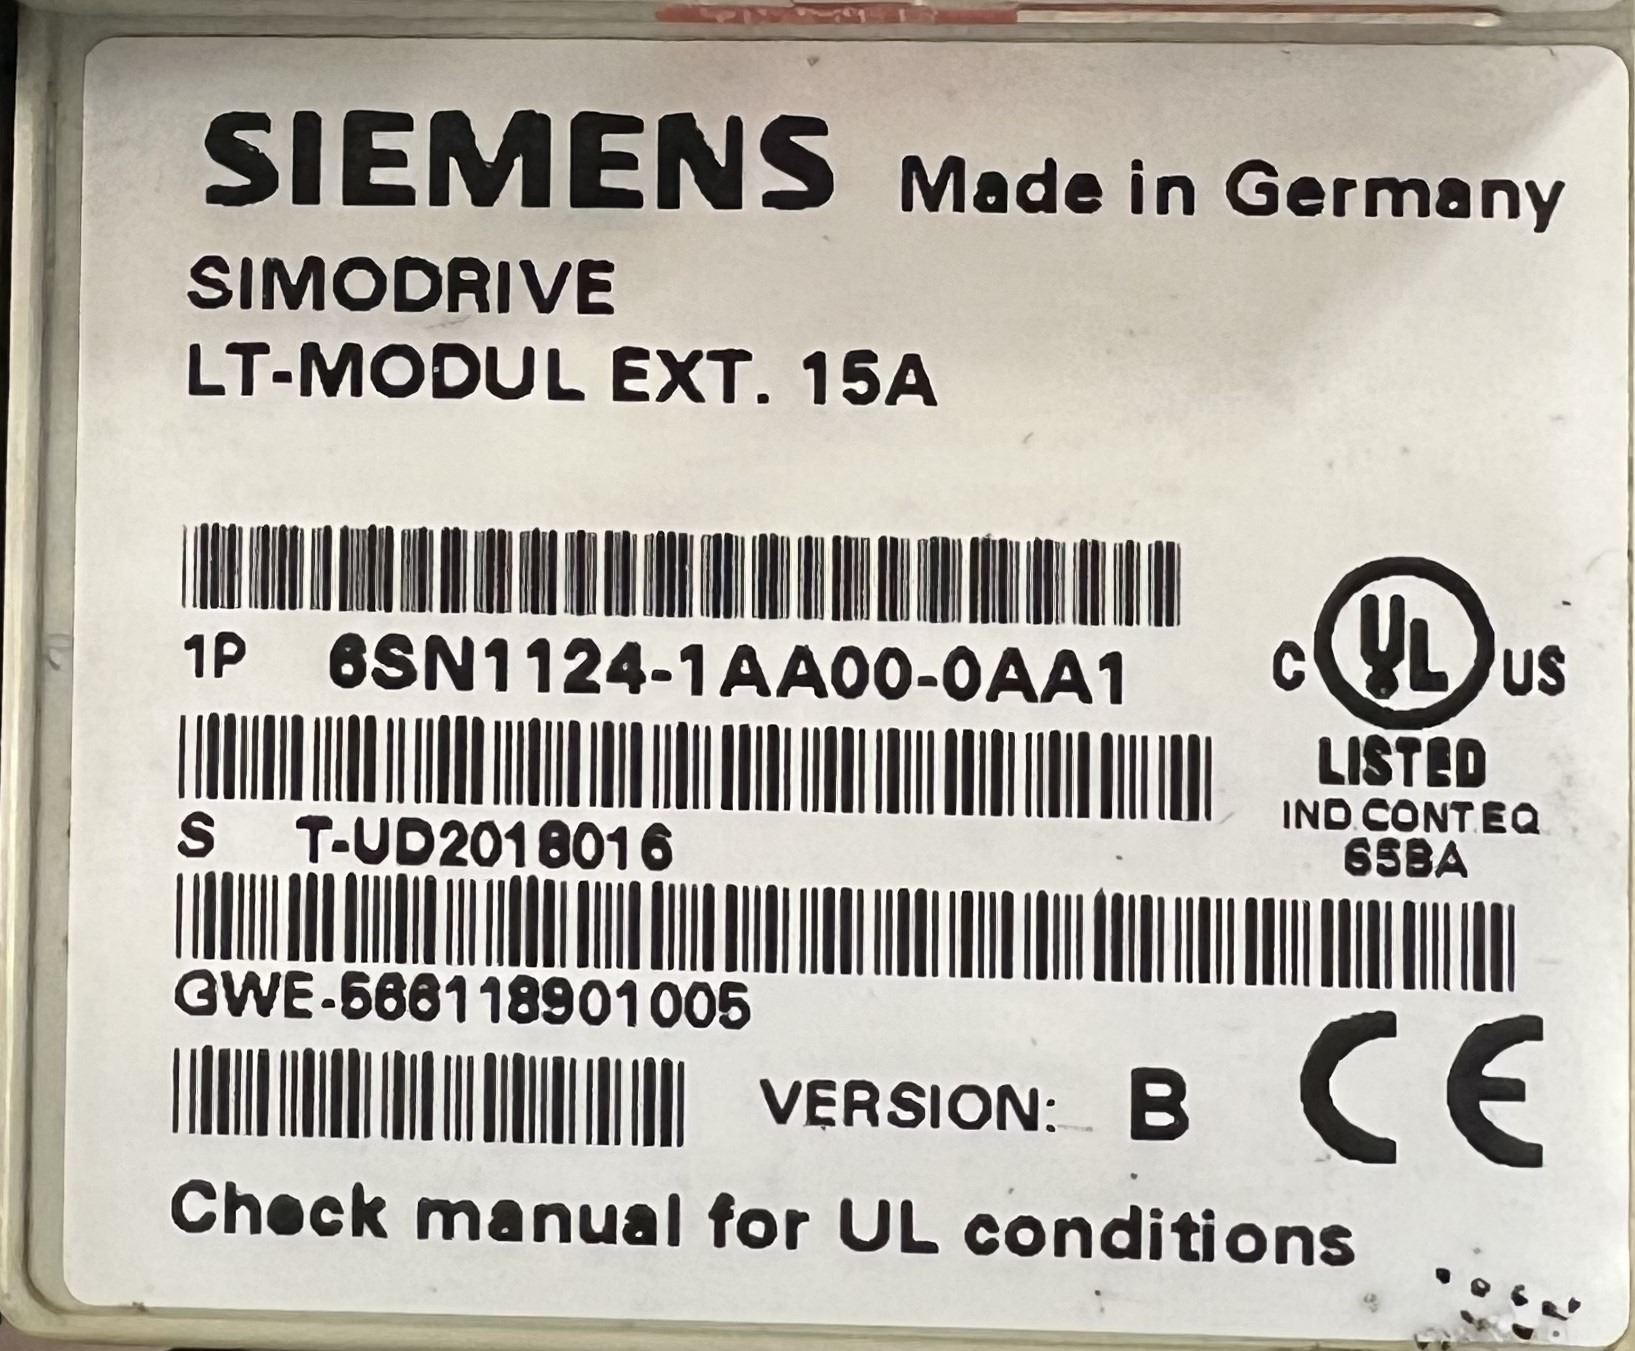 SIEMENS Made in Germany
SIMODRIVE
LT-MODUL EXT. 15A
1P 6SN1124-1AA00-0AA1
C UL US
LISTED
IND.CONT.EQ
65BA
S T-UD2018016
GWE-566118901005
VERSION: B CE
Check manual for UL conditions